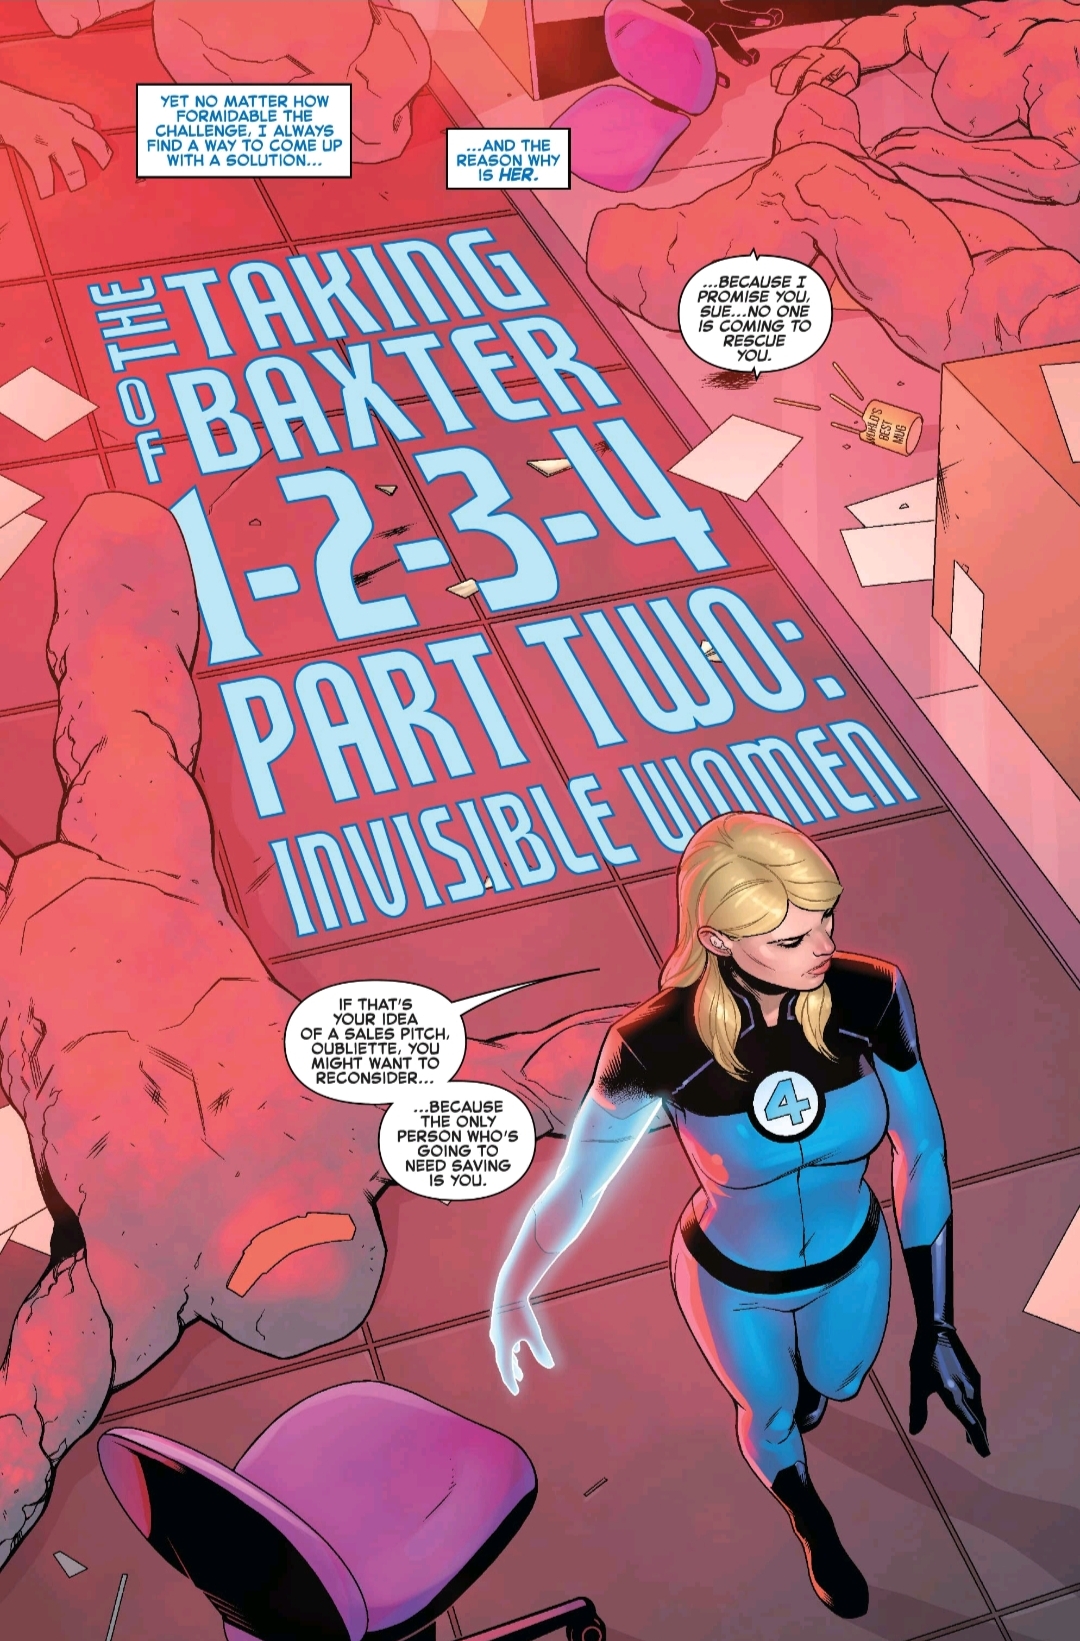 YET NO MATTER HOW
FORMIDABLE THE
CHALLENGE, I ALWAYS
FIND A WAY TO COME UP
WITH A SOLUTION...
...AND THE
REASON WHY
IS HER.
THE
TAKING
OF
BAXTER
1-2-3-4
PART TWO:
INVISIBLE WOMEN
...BECAUSE I
PROMISE YOU,
SUE...NO ONE
IS COMING TO
RESCUE
YOU.
WORLD'S
BEST
MUG
IF THAT'S
YOUR IDEA
OF A SALES PITCH,
OUBLIETTE, YOU
MIGHT WANT TO
RECONSIDER...
...BECAUSE
THE ONLY
PERSON WHO'S
GOING TO
NEED SAVING
IS YOU.
4